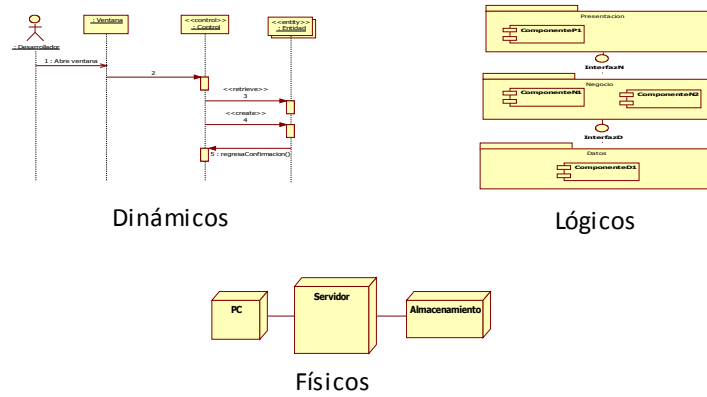 : Ventana
<<control>>
: Control
<<entity>>
: Entidad
: Desarrollador
1 : Abre ventana
2
<<retrieve>>
3
<<create>>
4
5 : regresaConfirmacion()
Dinámicos
Presentacion
ComponenteP1
InterfazN
Negocio
ComponenteN1
ComponenteN2
InterfazD
Datos
ComponenteD1
Lógicos
PC
Servidor
Almacenamiento
Físicos